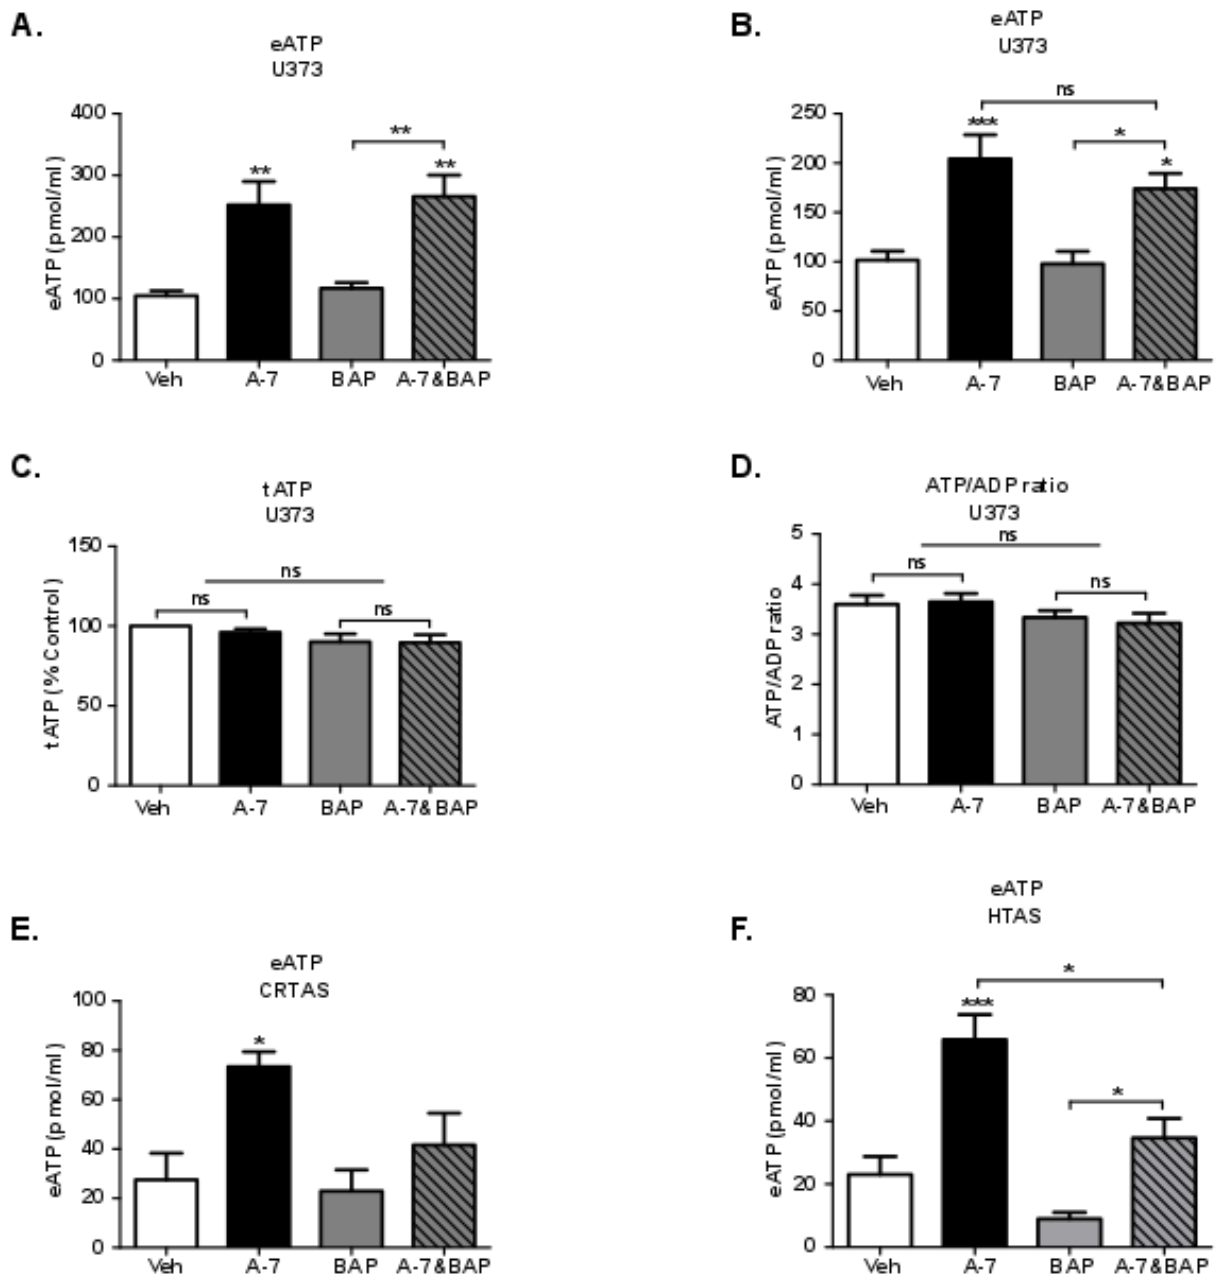 A.
eATP
U373
400
300
200
100
0
eATP (pmol/ml)
**
**
**
Veh A-7 BAP A-7&BAP
B.
eATP
U373
250
200
150
100
50
0
eATP (pmol/ml)
ns
***
*
*
Veh A-7 BAP A-7&BAP
C.
tATP
U373
150
100
50
0
tATP (% Control)
ns
ns
ns
Veh A-7 BAP A-7&BAP
D.
ATP/ADP ratio
U373
5
4
3
2
1
0
ATP/ADP ratio
ns
ns
ns
Veh A-7 BAP A-7&BAP
E.
eATP
CRTAS
100
80
60
40
20
0
eATP (pmol/ml)
*
Veh A-7 BAP A-7&BAP
F.
eATP
HTAS
80
60
40
20
0
eATP (pmol/ml)
*
***
*
Veh A-7 BAP A-7&BAP